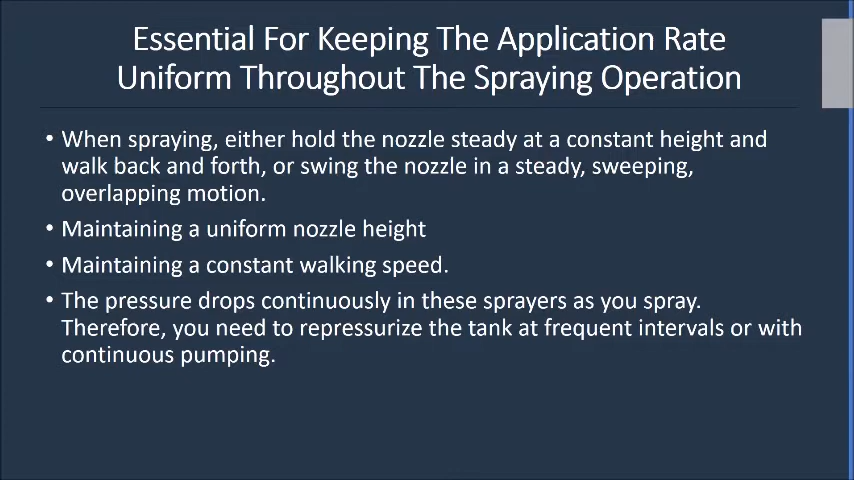 Essential For Keeping The Application Rate
Uniform Throughout The Spraying Operation
• When spraying, either hold the nozzle steady at a constant height and
walk back and forth, or swing the nozzle in a steady, sweeping,
overlapping motion.
• Maintaining a uniform nozzle height
• Maintaining a constant walking speed.
• The pressure drops continuously in these sprayers as you spray.
Therefore, you need to repressurize the tank at frequent intervals or with
continuous pumping.